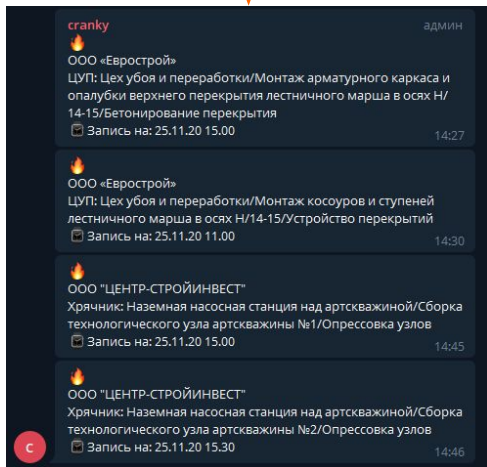 cranky админ
🔥
ООО «Еврострой»
ЦУП: Цех убоя и переработки/Монтаж арматурного каркаса и
опалубки верхнего перекрытия лестничного марша в осях Н/
14-15/Бетонирование перекрытия
Запись на: 25.11.20 15.00 14:27
🔥
ООО «Еврострой»
ЦУП: Цех убоя и переработки/Монтаж косоуров и ступеней
лестничного марша в осях Н/14-15/Устройство перекрытий
Запись на: 25.11.20 11.00 14:30
🔥
ООО "ЦЕНТР-СТРОЙИНВЕСТ"
Хрячник: Наземная насосная станция над артскважиной/Сборка
технологического узла артскважины №1/Опрессовка узлов
Запись на: 25.11.20 15.00 14:45
🔥
ООО "ЦЕНТР-СТРОЙИНВЕСТ"
Хрячник: Наземная насосная станция над артскважиной/Сборка
технологического узла артскважины №2/Опрессовка узлов
Запись на: 25.11.20 15.30 14:46
C